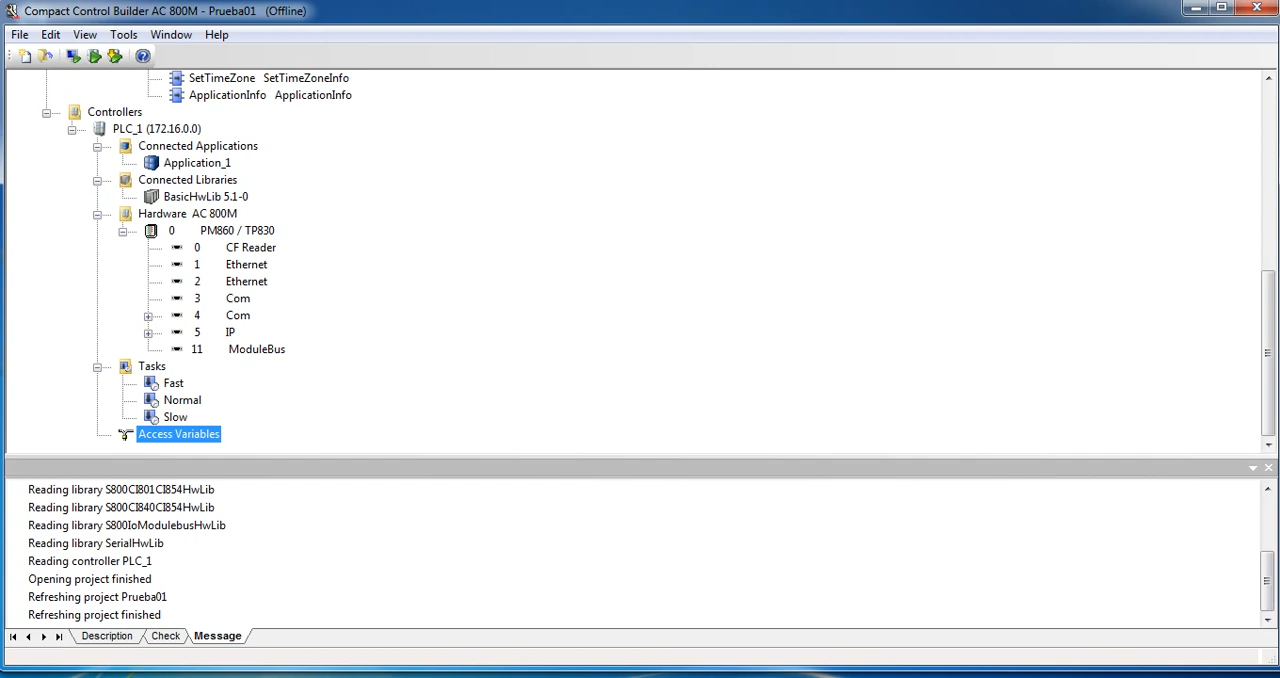 Compact Control Builder AC 800M - Prueba01 (Offline)
File Edit View Tools Window Help
SetTimeZone SetTimeZoneInfo
ApplicationInfo ApplicationInfo
Controllers
PLC_1 (172.16.0.0)
Connected Applications
Application_1
Connected Libraries
BasicHwLib 5.1-0
Hardware AC 800M
0 PM860 / TP830
0 CF Reader
1 Ethernet
2 Ethernet
3 Com
4 Com
5 IP
11 ModuleBus
Tasks
Fast
Normal
Slow
Access Variables
Reading library S800CI801CI854HwLib
Reading library S800CI840CI854HwLib
Reading library S800IoModulebusHwLib
Reading library SerialHwLib
Reading controller PLC_1
Opening project finished
Refreshing project Prueba01
Refreshing project finished
Description Check Message